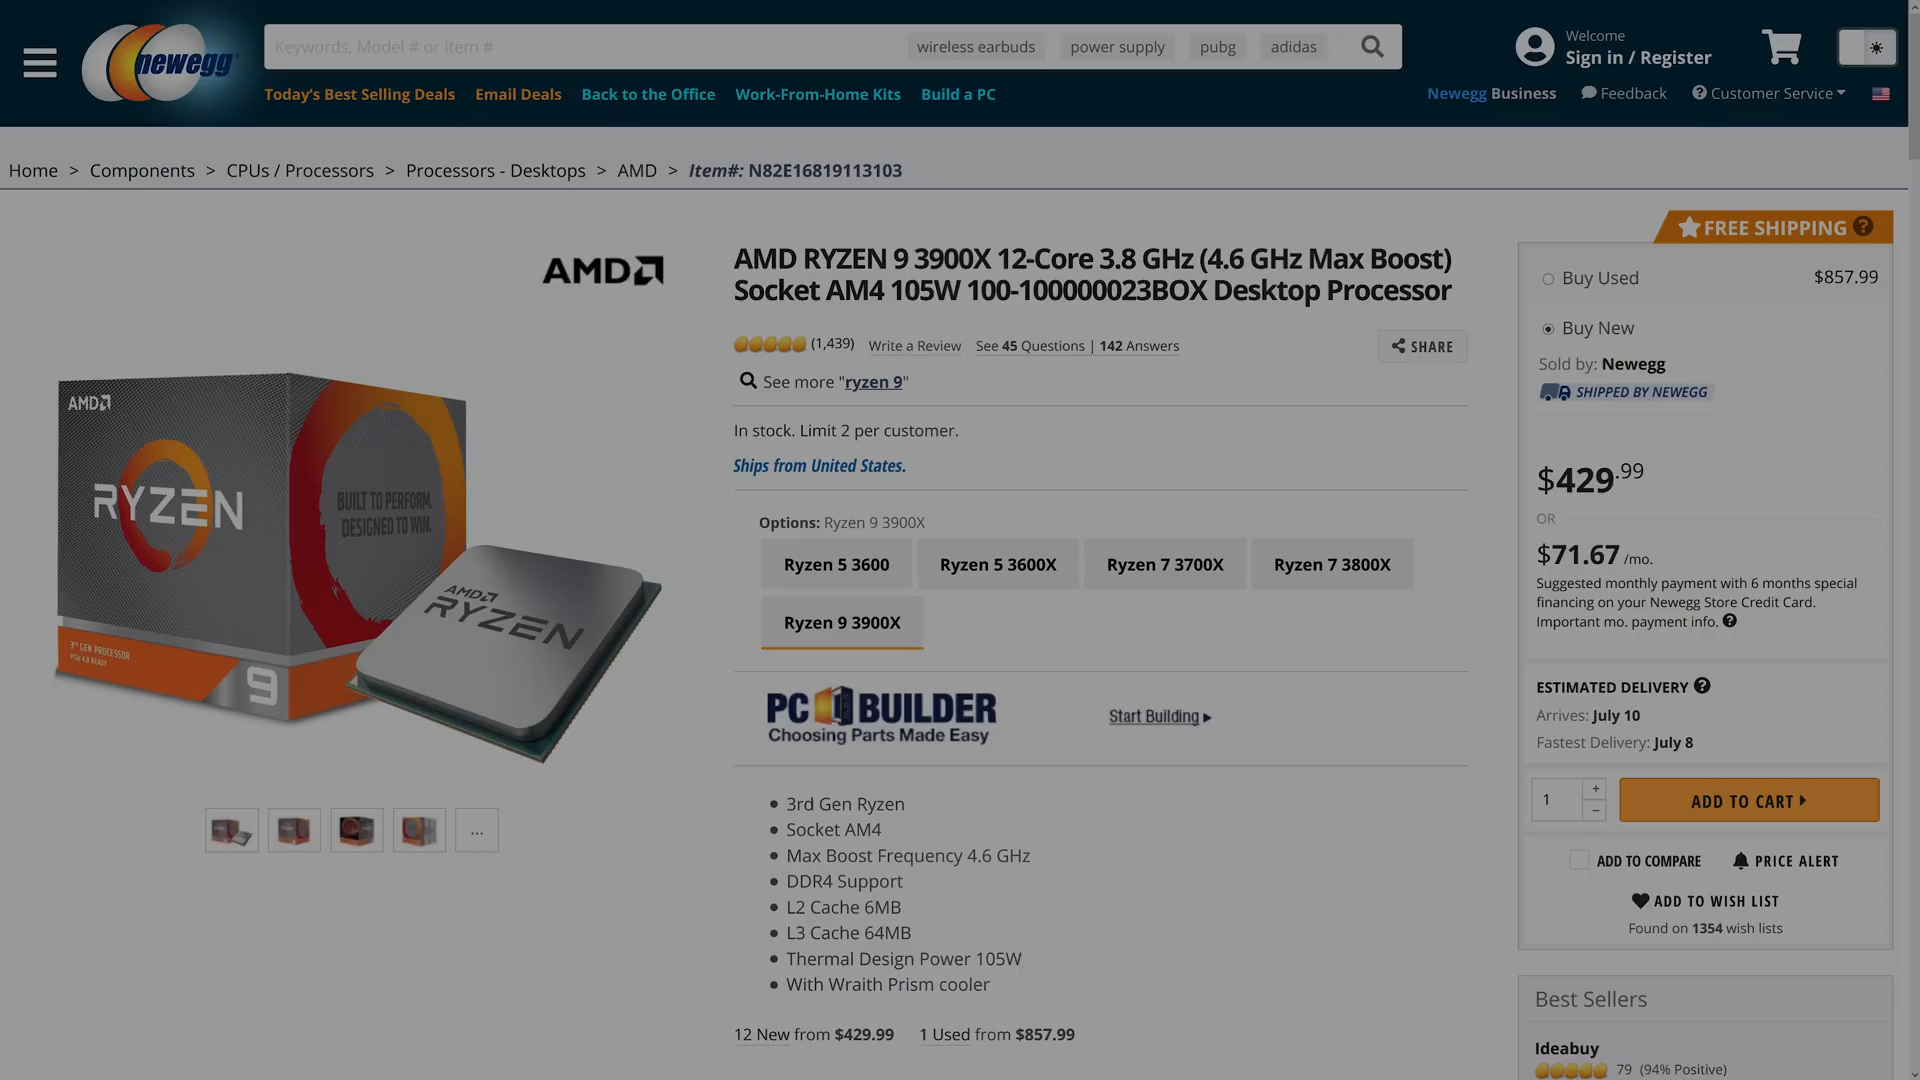 newegg
Keywords, Model # or Item #
wireless earbuds
power supply
pubg
adidas
Welcome
Sign in / Register
Today's Best Selling Deals
Email Deals
Back to the Office
Work-From-Home Kits
Build a PC
Newegg Business
Feedback
Customer Service
Home > Components > CPUs / Processors > Processors - Desktops > AMD > Item#: N82E16819113103
AMD
AMD RYZEN 9 3900X 12-Core 3.8 GHz (4.6 GHz Max Boost)
Socket AM4 105W 100-100000023BOX Desktop Processor
(1,439) Write a Review See 45 Questions | 142 Answers
SHARE
See more "ryzen 9"
In stock. Limit 2 per customer.
Ships from United States.
Options: Ryzen 9 3900X
Ryzen 5 3600
Ryzen 5 3600X
Ryzen 7 3700X
Ryzen 7 3800X
Ryzen 9 3900X
PC BUILDER
Choosing Parts Made Easy
Start Building
3rd Gen Ryzen
Socket AM4
Max Boost Frequency 4.6 GHz
DDR4 Support
L2 Cache 6MB
L3 Cache 64MB
Thermal Design Power 105W
With Wraith Prism cooler
12 New from $429.99 1 Used from $857.99
AMD
RYZEN
BUILT TO PERFORM.
DESIGNED TO WIN.
3rd GEN PROCESSOR
PCIe 4.0 READY
9
AMD
RYZEN
...
FREE SHIPPING
Buy Used $857.99
Buy New
Sold by: Newegg
SHIPPED BY NEWEGG
$429.99
OR
$71.67 /mo.
Suggested monthly payment with 6 months special
financing on your Newegg Store Credit Card.
Important mo. payment info.
ESTIMATED DELIVERY
Arrives: July 10
Fastest Delivery: July 8
1
+
−
ADD TO CART
ADD TO COMPARE
PRICE ALERT
ADD TO WISH LIST
Found on 1354 wish lists
Best Sellers
Ideabuy
79 (94% Positive)